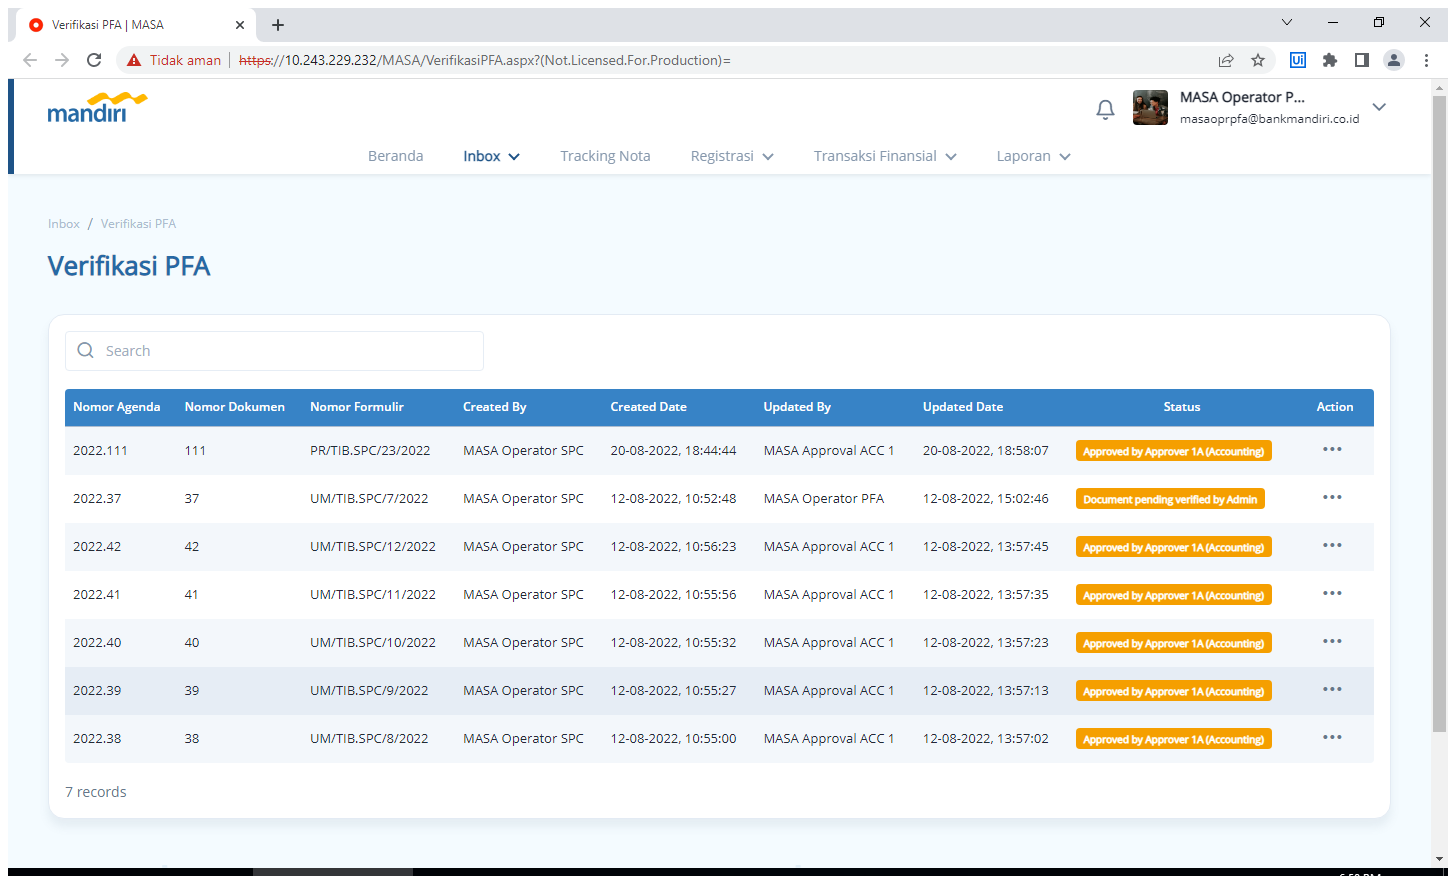 Verifikasi PFA | MASA
Tidak aman | https://10.243.229.232/MASA/VerifikasiPFA.aspx?(Not.Licensed.For.Production)=
Ui
mandiri
MASA Operator P...
masaoprpfa@bankmandiri.co.id
Beranda Inbox Tracking Nota Registrasi Transaksi Finansial Laporan
Inbox / Verifikasi PFA
Verifikasi PFA
Search
Nomor Agenda Nomor Dokumen Nomor Formulir Created By Created Date Updated By Updated Date Status Action
2022.111 111 PR/TIB.SPC/23/2022 MASA Operator SPC 20-08-2022, 18:44:44 MASA Approval ACC 1 20-08-2022, 18:58:07 Approved by Approver 1A (Accounting) •••
2022.37 37 UM/TIB.SPC/7/2022 MASA Operator SPC 12-08-2022, 10:52:48 MASA Operator PFA 12-08-2022, 15:02:46 Document pending verified by Admin •••
2022.42 42 UM/TIB.SPC/12/2022 MASA Operator SPC 12-08-2022, 10:56:23 MASA Approval ACC 1 12-08-2022, 13:57:45 Approved by Approver 1A (Accounting) •••
2022.41 41 UM/TIB.SPC/11/2022 MASA Operator SPC 12-08-2022, 10:55:56 MASA Approval ACC 1 12-08-2022, 13:57:35 Approved by Approver 1A (Accounting) •••
2022.40 40 UM/TIB.SPC/10/2022 MASA Operator SPC 12-08-2022, 10:55:32 MASA Approval ACC 1 12-08-2022, 13:57:23 Approved by Approver 1A (Accounting) •••
2022.39 39 UM/TIB.SPC/9/2022 MASA Operator SPC 12-08-2022, 10:55:27 MASA Approval ACC 1 12-08-2022, 13:57:13 Approved by Approver 1A (Accounting) •••
2022.38 38 UM/TIB.SPC/8/2022 MASA Operator SPC 12-08-2022, 10:55:00 MASA Approval ACC 1 12-08-2022, 13:57:02 Approved by Approver 1A (Accounting) •••
7 records